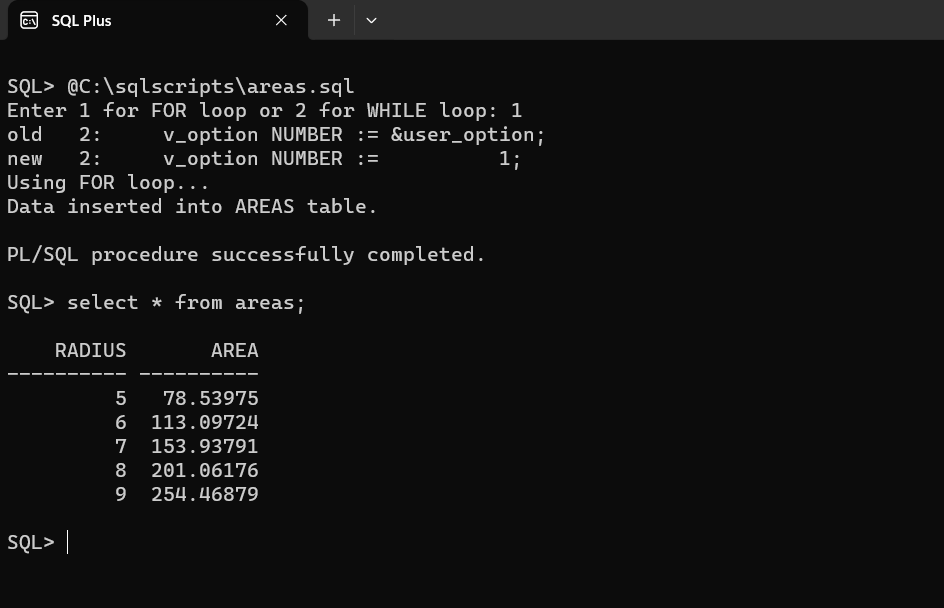 SQL Plus
SQL> @C:\sqlscripts\areas.sql
Enter 1 for FOR loop or 2 for WHILE loop: 1
old   2:     v_option NUMBER := &user_option;
new   2:     v_option NUMBER :=          1;
Using FOR loop...
Data inserted into AREAS table.
PL/SQL procedure successfully completed.
SQL> select * from areas;
    RADIUS       AREA
---------- ----------
         5   78.53975
         6  113.09724
         7  153.93791
         8  201.06176
         9  254.46879
SQL>